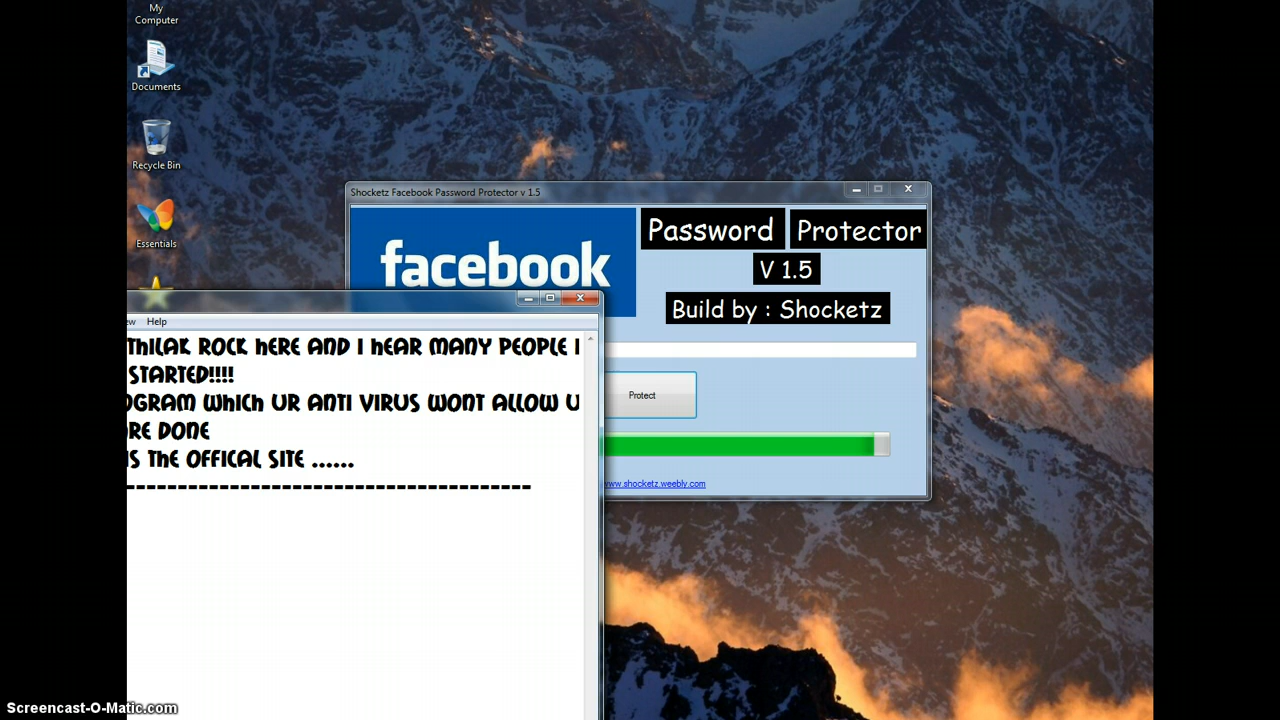 My
Computer
Documents
Recycle Bin
Essentials
Shocketz Facebook Password Protector v 1.5
facebook
Password Protector
V 1.5
Build by : Shocketz
Protect
www.shocketz.weebly.com
Help
THILAK ROCK HERE AND I HEAR MANY PEOPLE
STARTED!!!!
WHICH UR ANTI VIRUS WONT ALLOW U
DONE
THE OFFICAL SITE ......
-----------------------------------
Screencast-O-Matic.com